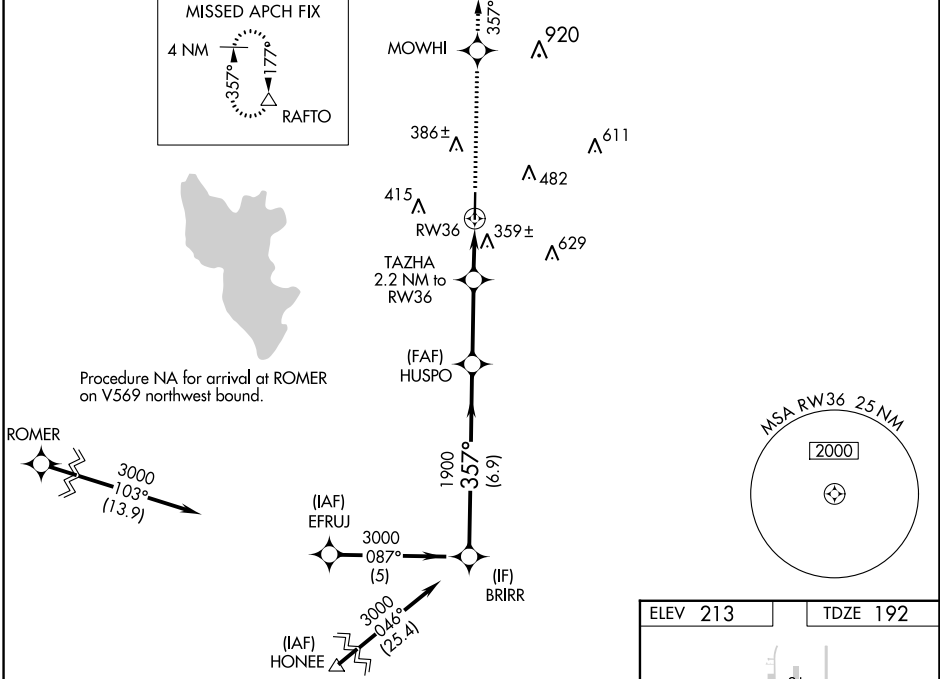 MISSED APCH FIX
4 NM
357°
177°
RAFTO
357°
MOWHI
920
386±
611
482
415
RW36
359±
629
TAZHA
2.2 NM to
RW36
(FAF)
HUSPO
Procedure NA for arrival at ROMER
on V569 northwest bound.
ROMER
3000
103°
(13.9)
1900
357°
(6.9)
MSA RW36 25 NM
2000
(IAF)
EFRUJ
3000
087°
(5)
(IF)
BRIRR
3000
046°
(25.4)
(IAF)
HONEE
ELEV 213
TDZE 192